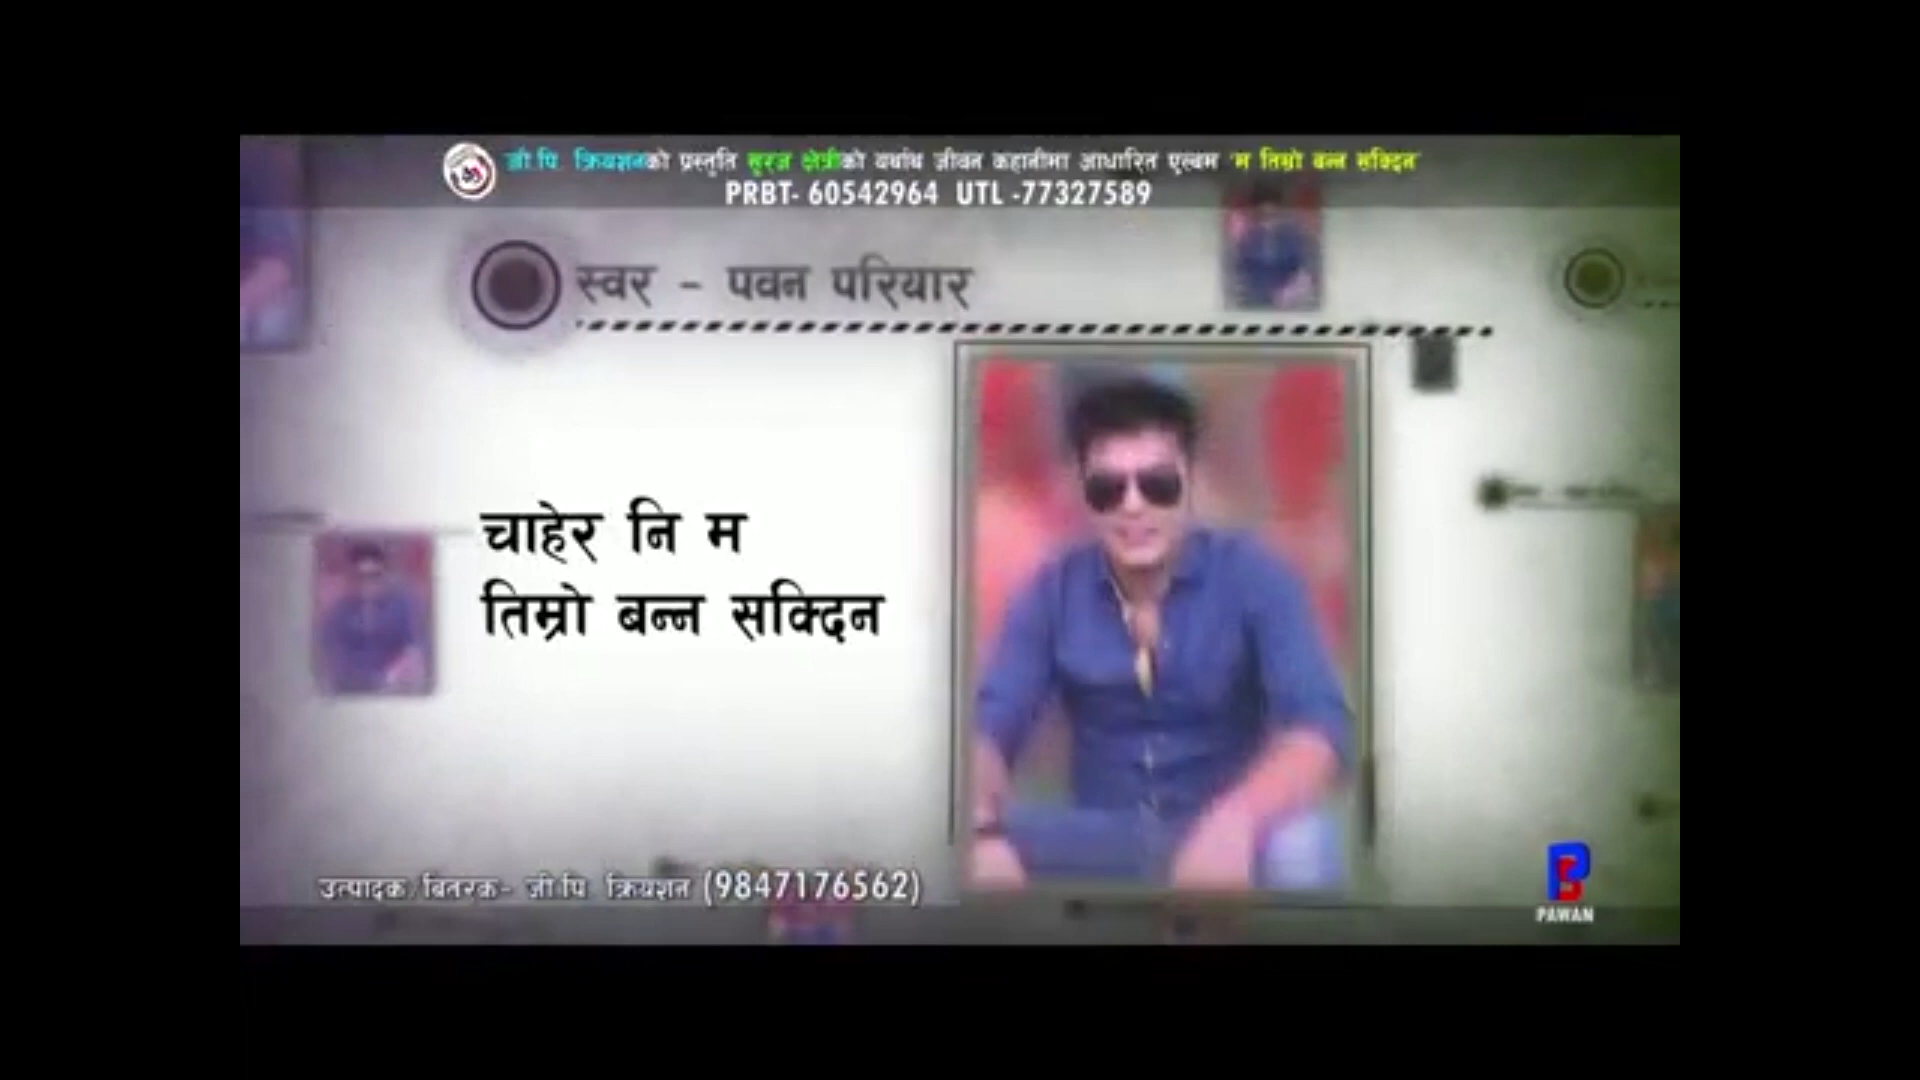 जी.पि. क्रियशनको प्रस्तुति सुरज क्षेत्रीको यर्थाथ जीवन कहानीमा आधारित एल्बम 'म तिम्रो बन्न सक्दिन'
PRBT- 60542964 UTL -77327589
स्वर - पवन परियार
चाहेर नि म
तिम्रो बन्न सक्दिन
उत्पादक/बितरक- जी.पि. क्रियशन (9847176562)
PAWAN